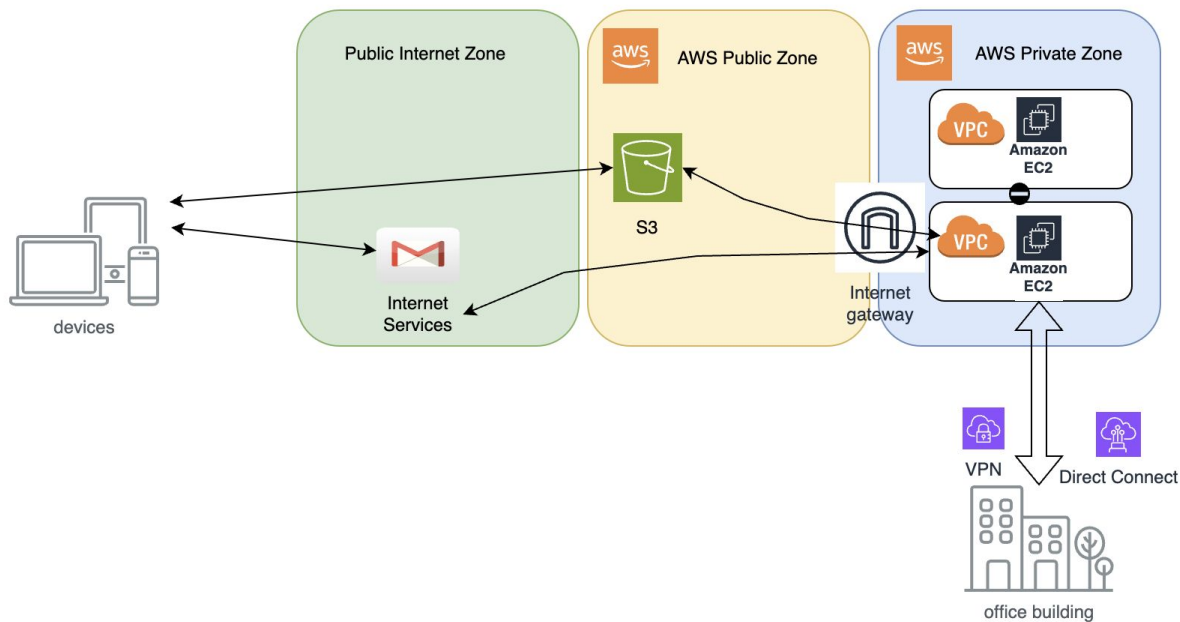 Public Internet Zone
aws
AWS Public Zone
aws
AWS Private Zone
VPC
Amazon
EC2
S3
VPC
Amazon
EC2
Internet
Services
Internet
gateway
devices
VPN
Direct Connect
office building